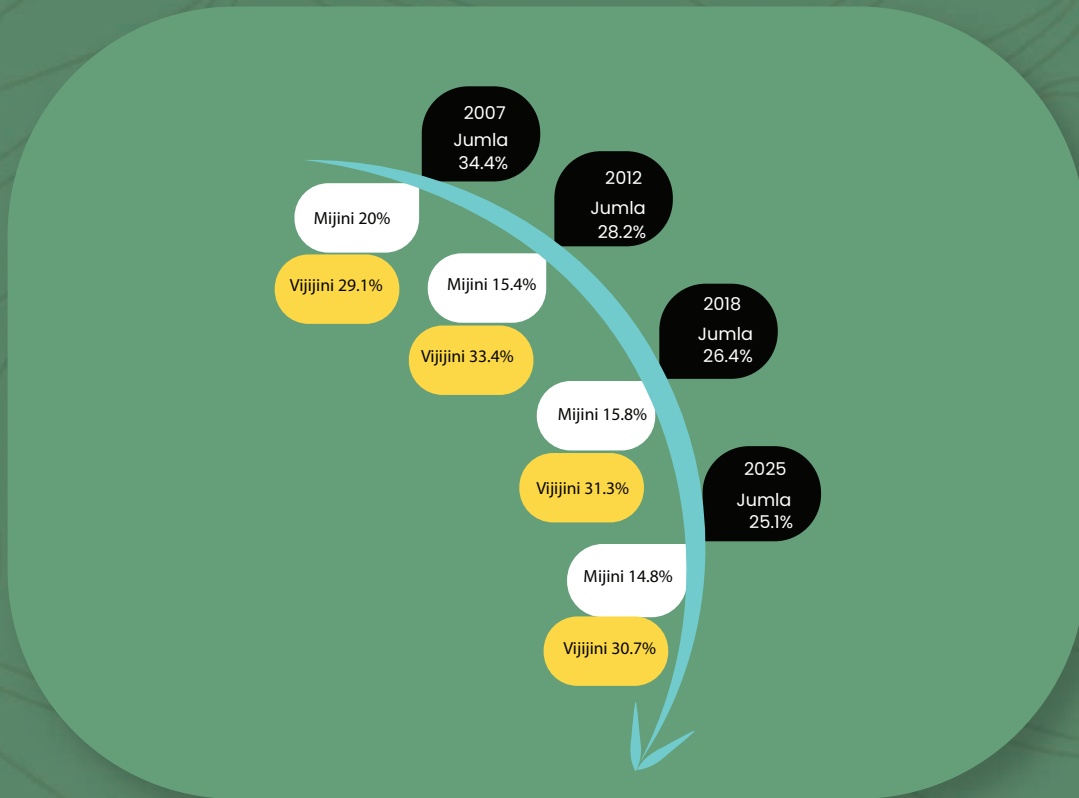 2007
Jumla
34.4%
Mijini 20%
Vijijini 29.1%
2012
Jumla
28.2%
Mijini 15.4%
Vijijini 33.4%
2018
Jumla
26.4%
Mijini 15.8%
Vijijini 31.3%
2025
Jumla
25.1%
Mijini 14.8%
Vijijini 30.7%